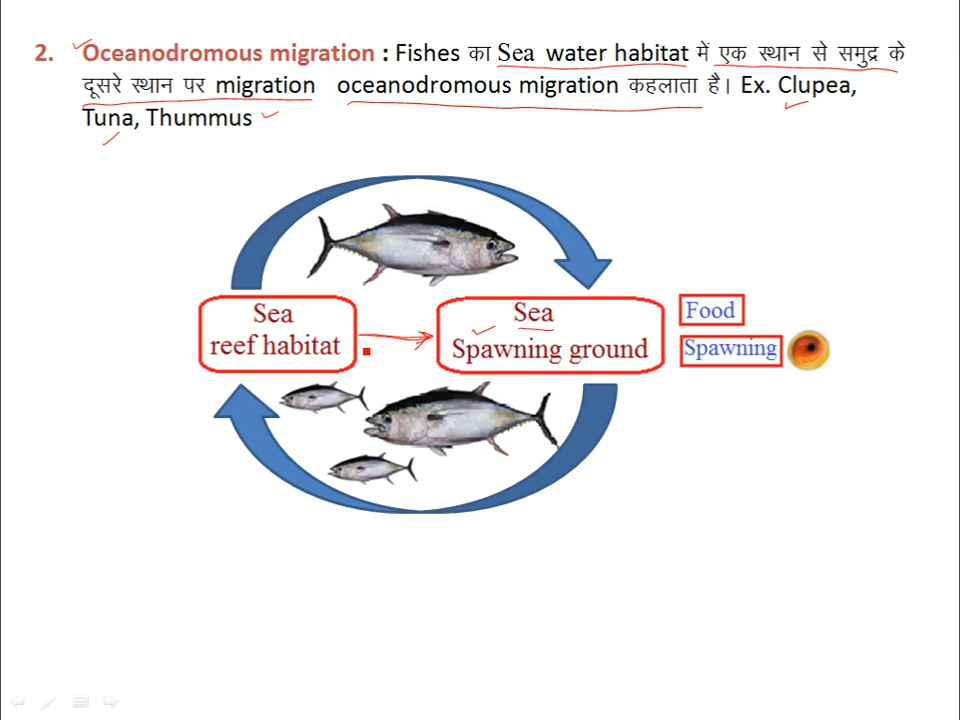 2. Oceanodromous migration : Fishes का Sea water habitat में एक स्थान से समुद्र के
दूसरे स्थान पर migration oceanodromous migration कहलाता है। Ex. Clupea,
Tuna, Thummus
Sea
reef habitat
Sea
Spawning ground
Food
Spawning